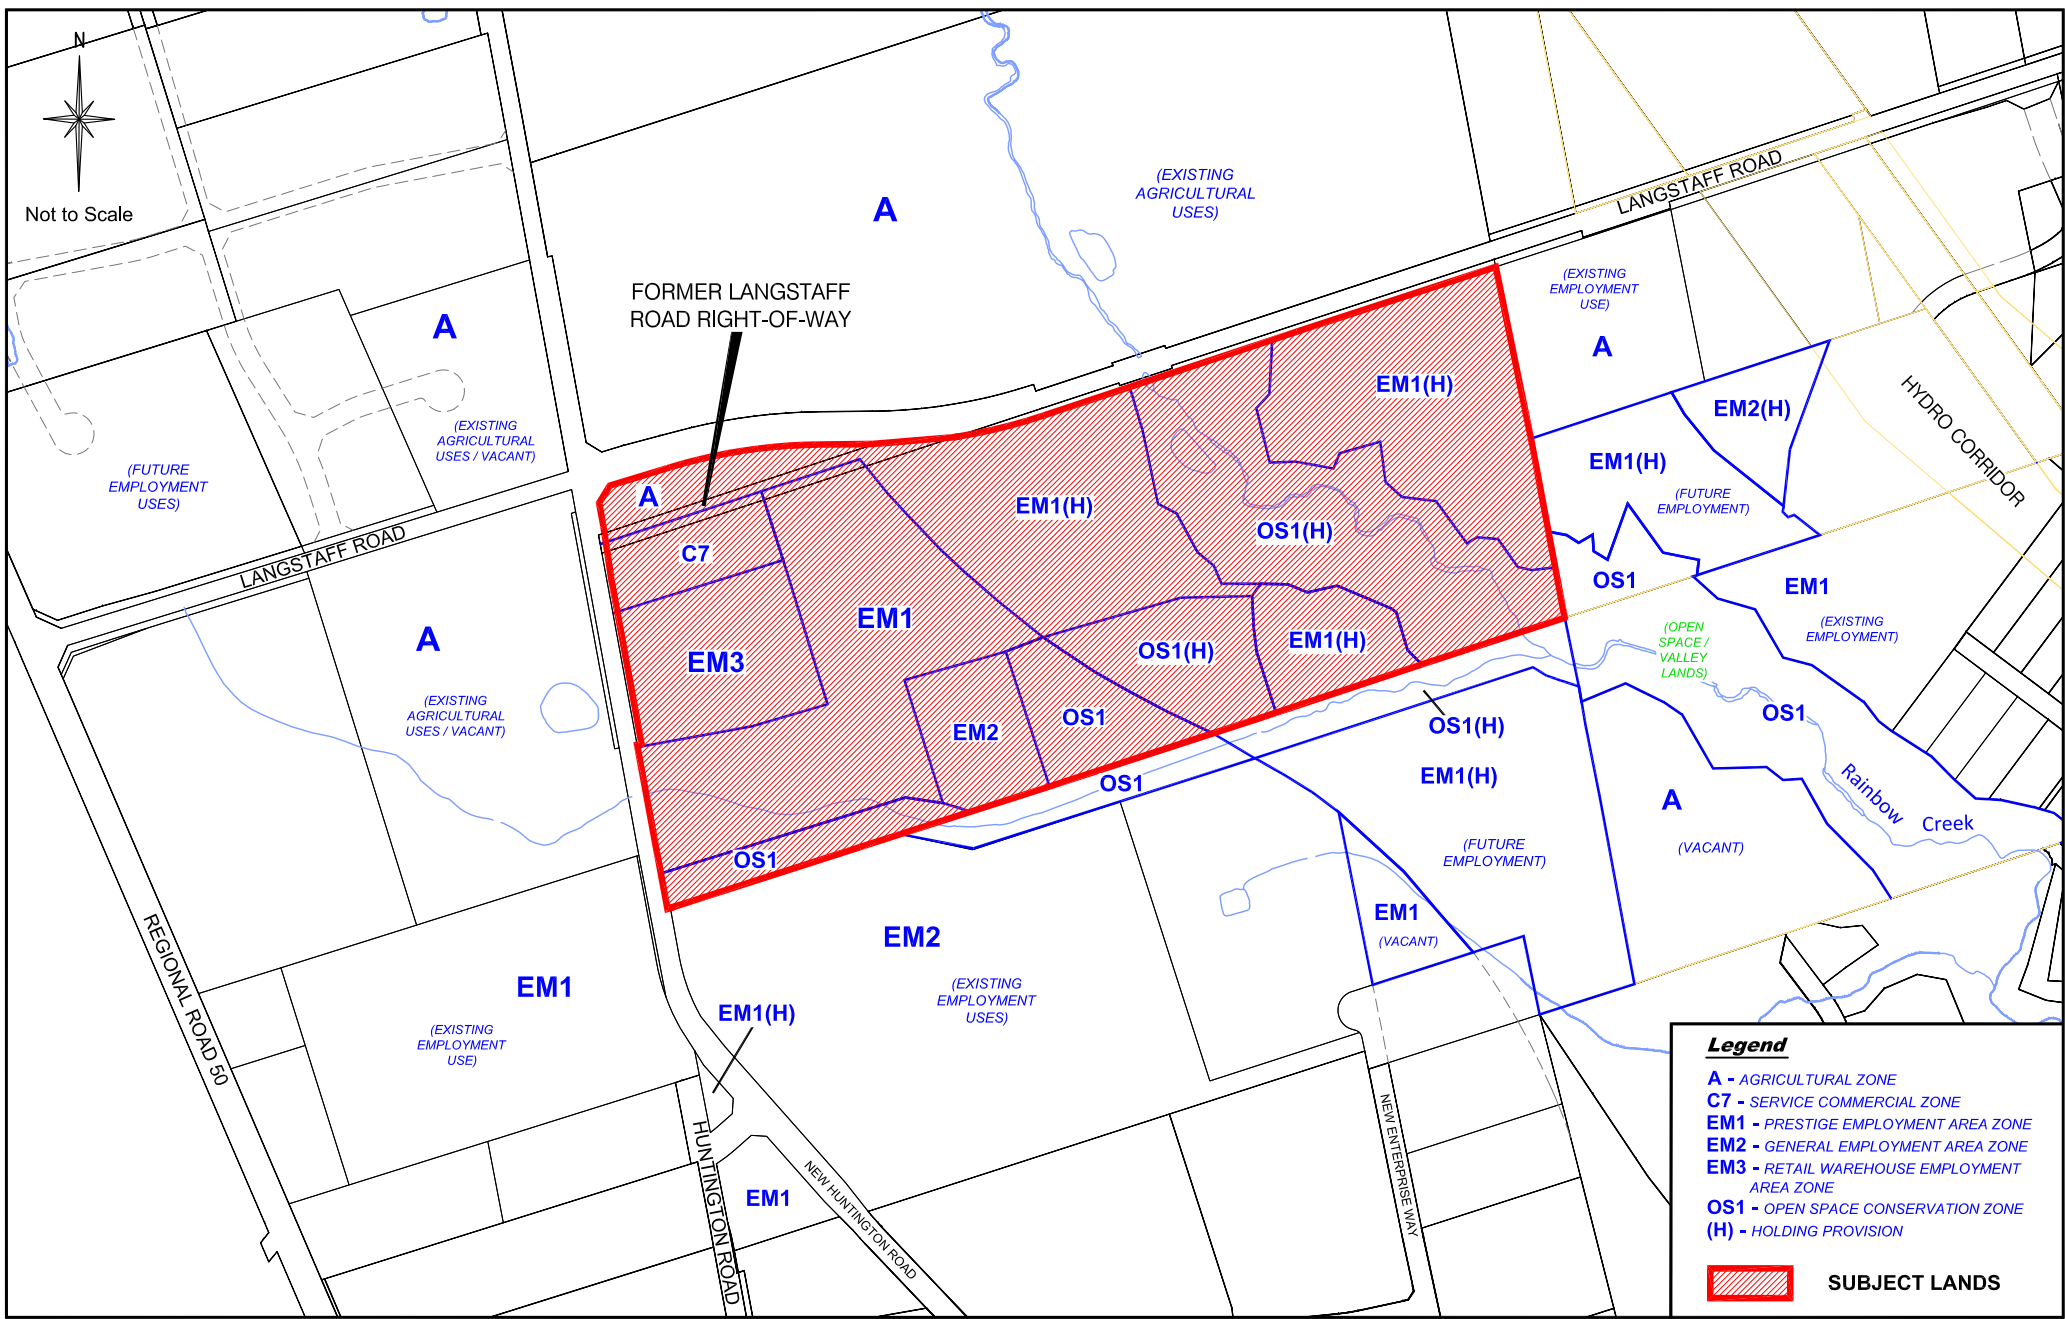 N
Not to Scale
A
(EXISTING
AGRICULTURAL
USES)
LANGSTAFF ROAD
FORMER LANGSTAFF
ROAD RIGHT-OF-WAY
(EXISTING
EMPLOYMENT
USE)
A
A
(EXISTING
AGRICULTURAL
USES / VACANT)
(FUTURE
EMPLOYMENT
USES)
LANGSTAFF ROAD
EM1(H)
EM2(H)
HYDRO CORRIDOR
EM1(H)
(FUTURE
EMPLOYMENT)
A
EM1(H)
OS1(H)
C7
OS1
EM1
(EXISTING
EMPLOYMENT)
EM1
EM3
OS1(H)
EM1(H)
(OPEN
SPACE /
VALLEY
LANDS)
A
(EXISTING
AGRICULTURAL
USES / VACANT)
EM2
OS1
OS1(H)
OS1
EM1(H)
OS1
A
(VACANT)
Rainbow
Creek
OS1
(FUTURE
EMPLOYMENT)
EM1
(VACANT)
EM2
(EXISTING
EMPLOYMENT
USES)
EM1
(EXISTING
EMPLOYMENT
USE)
EM1(H)
REGIONAL ROAD 50
HUNTINGTON ROAD
EM1
NEW HUNTINGTON ROAD
NEW ENTERPRISE WAY
Legend
A - AGRICULTURAL ZONE
C7 - SERVICE COMMERCIAL ZONE
EM1 - PRESTIGE EMPLOYMENT AREA ZONE
EM2 - GENERAL EMPLOYMENT AREA ZONE
EM3 - RETAIL WAREHOUSE EMPLOYMENT
AREA ZONE
OS1 - OPEN SPACE CONSERVATION ZONE
(H) - HOLDING PROVISION
SUBJECT LANDS